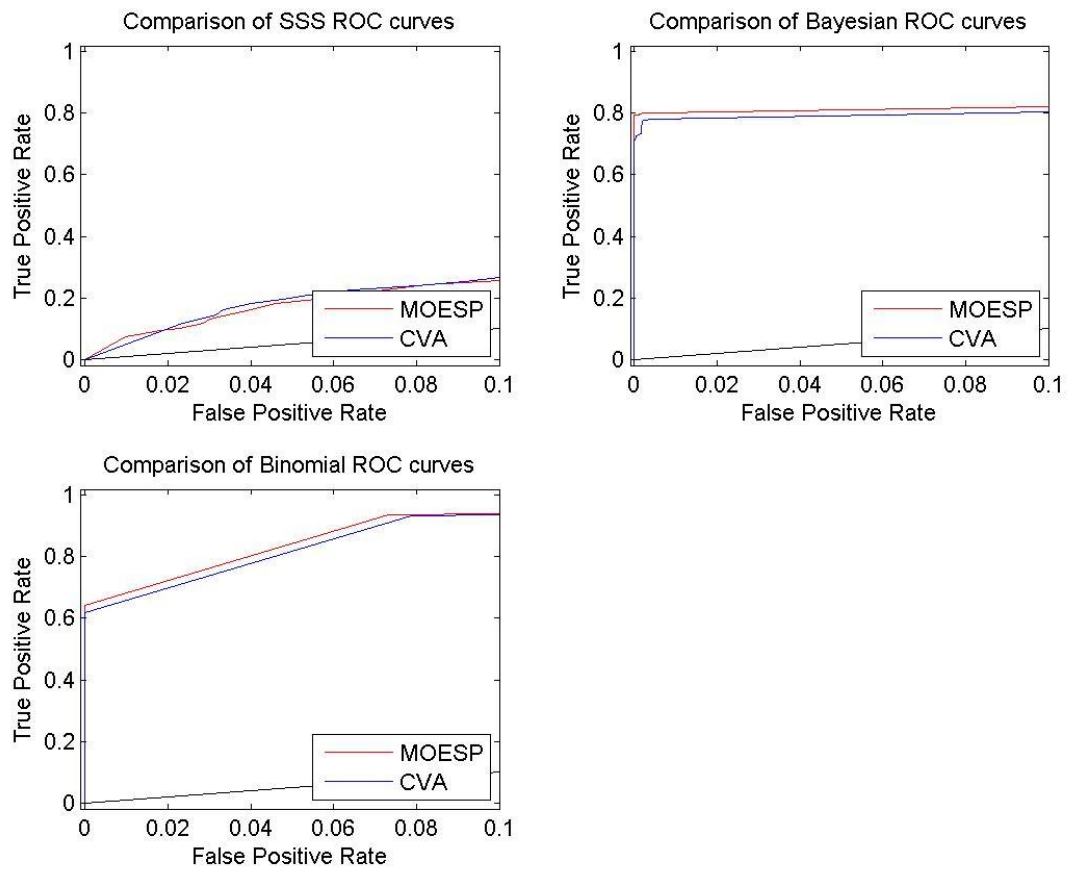 Comparison of SSS ROC curves
1
0.8
0.6
0.4
0.2
0
True Positive Rate
0 0.02 0.04 0.06 0.08 0.1
False Positive Rate
MOESP
CVA
Comparison of Bayesian ROC curves
1
0.8
0.6
0.4
0.2
0
True Positive Rate
0 0.02 0.04 0.06 0.08 0.1
False Positive Rate
MOESP
CVA
Comparison of Binomial ROC curves
1
0.8
0.6
0.4
0.2
0
True Positive Rate
0 0.02 0.04 0.06 0.08 0.1
False Positive Rate
MOESP
CVA